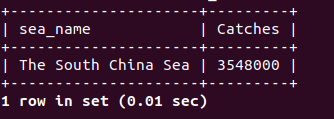 +---------------------+---------+
| sea_name            | Catches |
+---------------------+---------+
| The South China Sea | 3548000 |
+---------------------+---------+
1 row in set (0.01 sec)